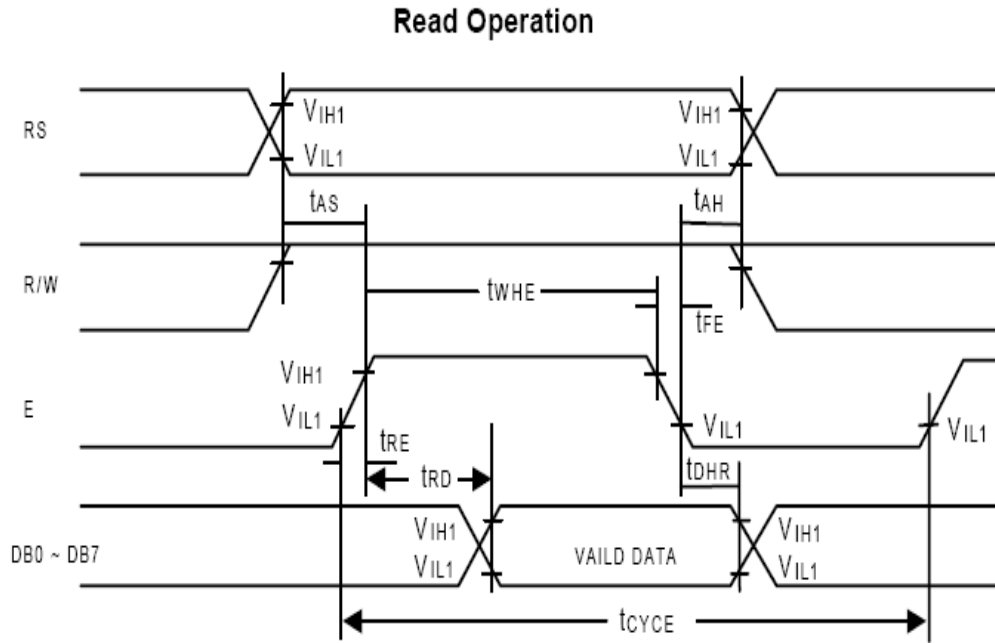 Read Operation
RS
VIH1
VIH1
VIL1
VIL1
tAS
tAH
R/W
tWHE
tFE
VIH1
E
VIL1
VIL1
VIL1
tRE
tRD
tDHR
VIH1
VIH1
DB0 ~ DB7
VAILD DATA
VIL1
VIL1
tCYCE